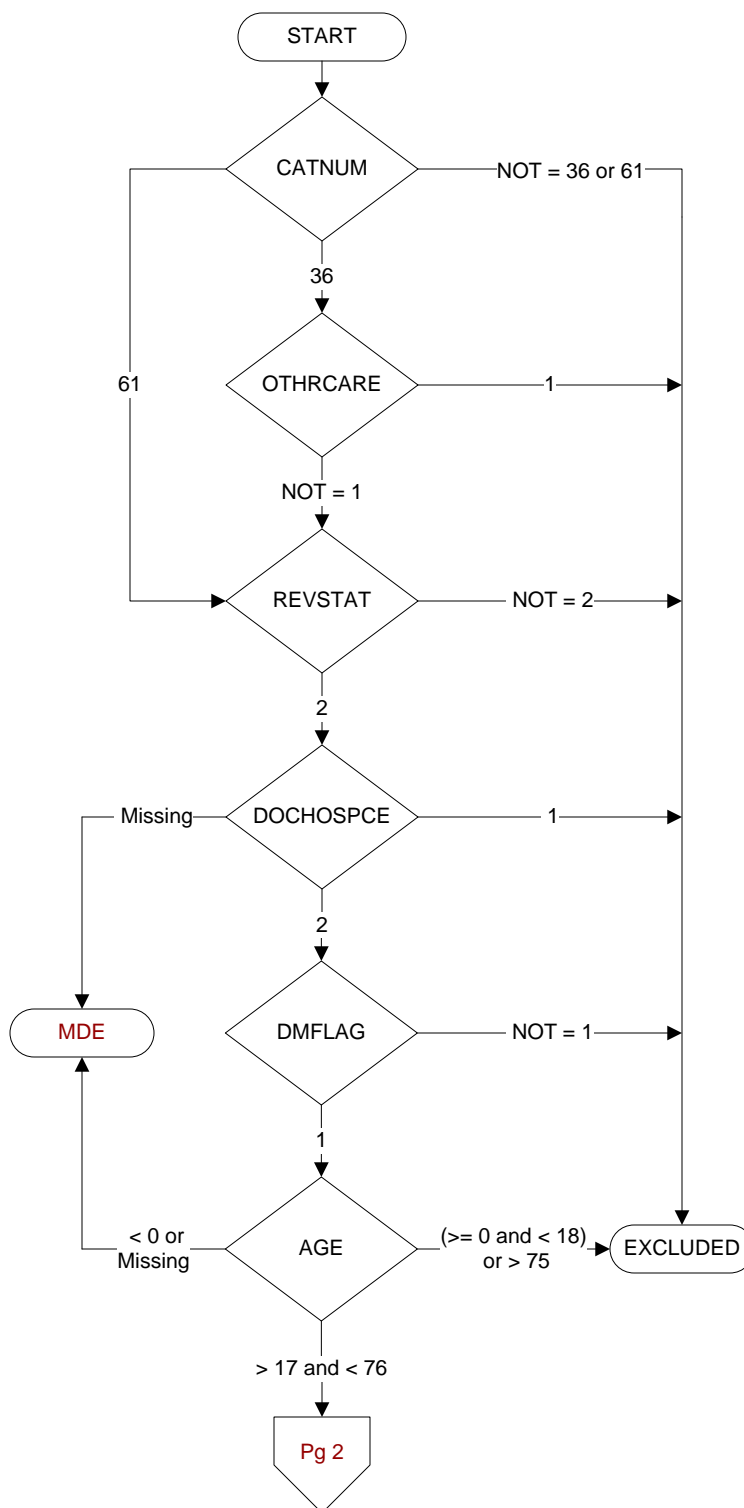 START
CATNUM
NOT = 36 or 61
36
61
OTHRCARE
1
NOT = 1
REVSTAT
NOT = 2
2
Missing
DOCHOSPCE
1
2
MDE
DMFLAG
NOT = 1
1
< 0 or
Missing
AGE
(>= 0 and < 18)
or > 75
EXCLUDED
> 17 and < 76
Pg 2